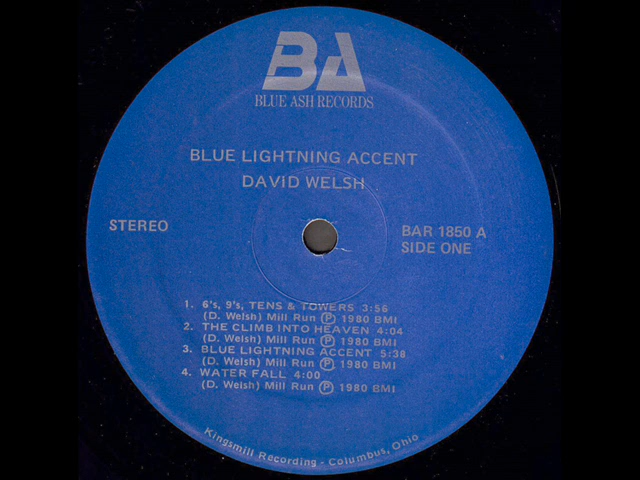 BA
BLUE ASH RECORDS
BLUE LIGHTNING ACCENT
DAVID WELSH
STEREO
BAR 1850 A
SIDE ONE
1. 6's, 9's, TENS & TOWERS 3:56
(D. Welsh) Mill Run Ⓟ 1980 BMI
2. THE CLIMB INTO HEAVEN 4:04
(D. Welsh) Mill Run Ⓟ 1980 BMI
3. BLUE LIGHTNING ACCENT 5:38
(D. Welsh) Mill Run Ⓟ 1980 BMI
4. WATER FALL 4:00
(D. Welsh) Mill Run Ⓟ 1980 BMI
Kingsmill Recording - Columbus, Ohio